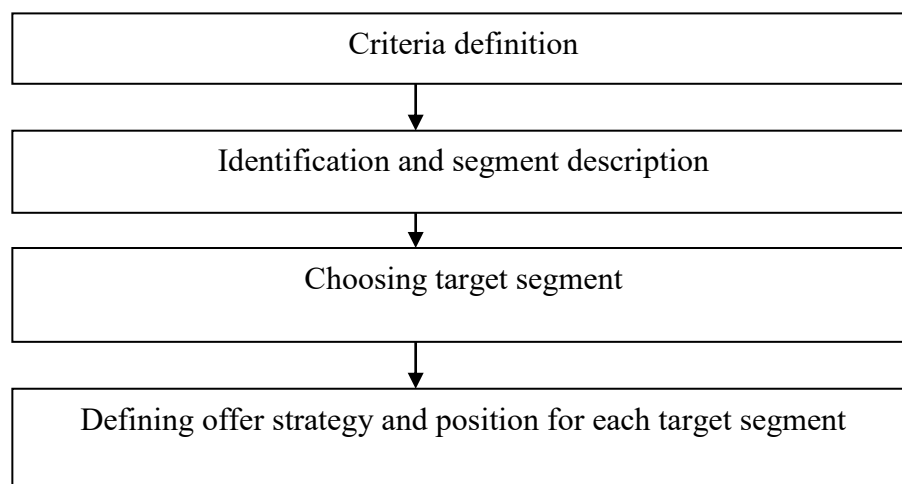 Criteria definition
Identification and segment description
Choosing target segment
Defining offer strategy and position for each target segment